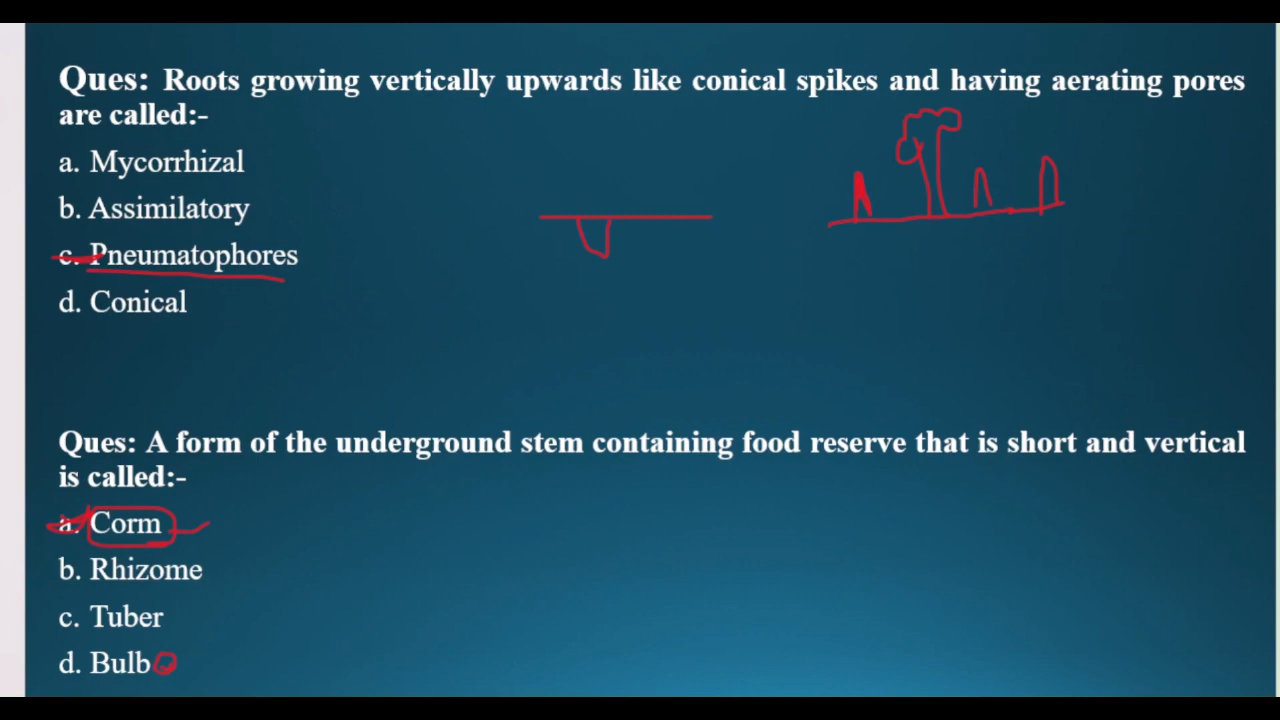 Ques: Roots growing vertically upwards like conical spikes and having aerating pores
are called:-
a. Mycorrhizal
b. Assimilatory
c. Pneumatophores
d. Conical
Ques: A form of the underground stem containing food reserve that is short and vertical
is called:-
a. Corm
b. Rhizome
c. Tuber
d. Bulb